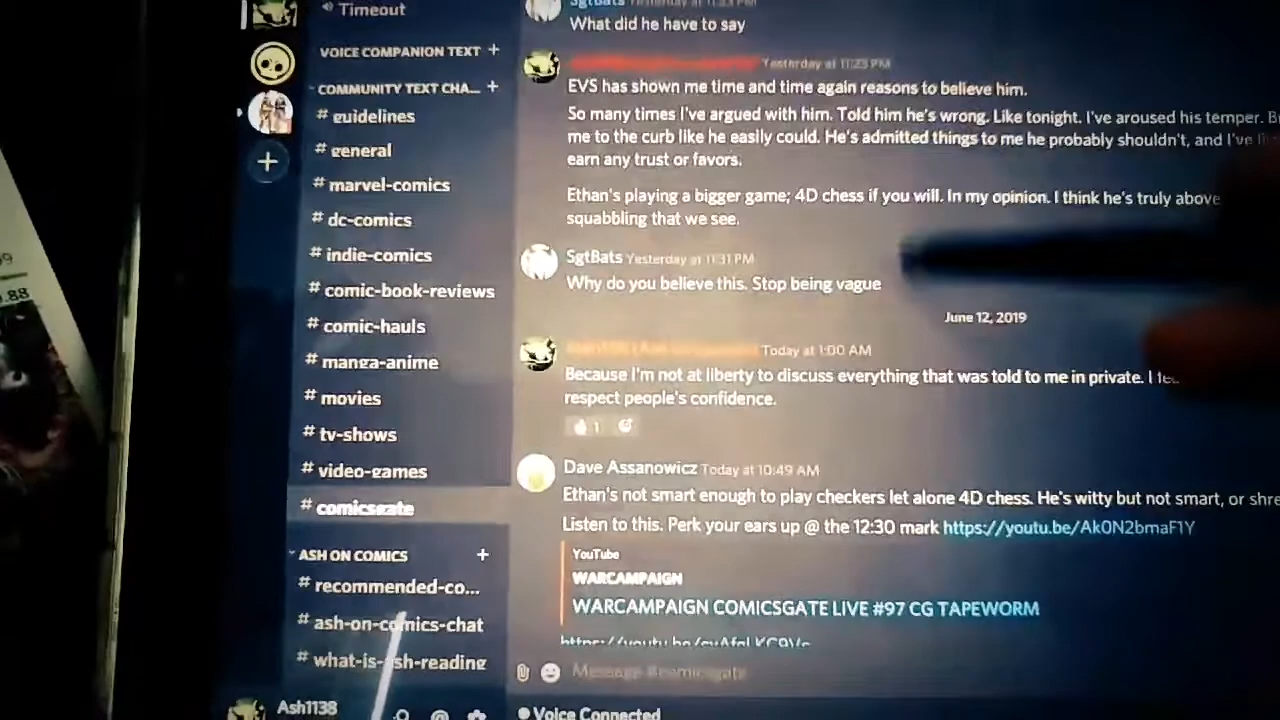 Timeout
VOICE COMPANION TEXT +
COMMUNITY TEXT CHA... +
# guidelines
# general
# marvel-comics
# dc-comics
# indie-comics
# comic-book-reviews
# comic-hauls
# manga-anime
# movies
# tv-shows
# video-games
# comicsgate
ASH ON COMICS +
# recommended-co...
# ash-on-comics-chat
# what-is-ash-reading
Ash1138
SgtBats Yesterday at 11:23 PM
What did he have to say
Yesterday at 11:23 PM
EVS has shown me time and time again reasons to believe him.
So many times I've argued with him. Told him he's wrong. Like tonight. I've aroused his temper.
me to the curb like he easily could. He's admitted things to me he probably shouldn't, and I've
earn any trust or favors.
Ethan's playing a bigger game; 4D chess if you will. In my opinion. I think he's truly above
squabbling that we see.
SgtBats Yesterday at 11:31 PM
Why do you believe this. Stop being vague
June 12, 2019
Today at 1:00 AM
Because I'm not at liberty to discuss everything that was told to me in private. I
respect people's confidence.
1
Dave Assanowicz Today at 10:49 AM
Ethan's not smart enough to play checkers let alone 4D chess. He's witty but not smart, or shre
Listen to this. Perk your ears up @ the 12:30 mark https://youtu.be/Ak0N2bmaF1Y
YouTube
WARCAMPAIGN
WARCAMPAIGN COMICSGATE LIVE #97 CG TAPEWORM
Message #comicsgate
Voice Connected